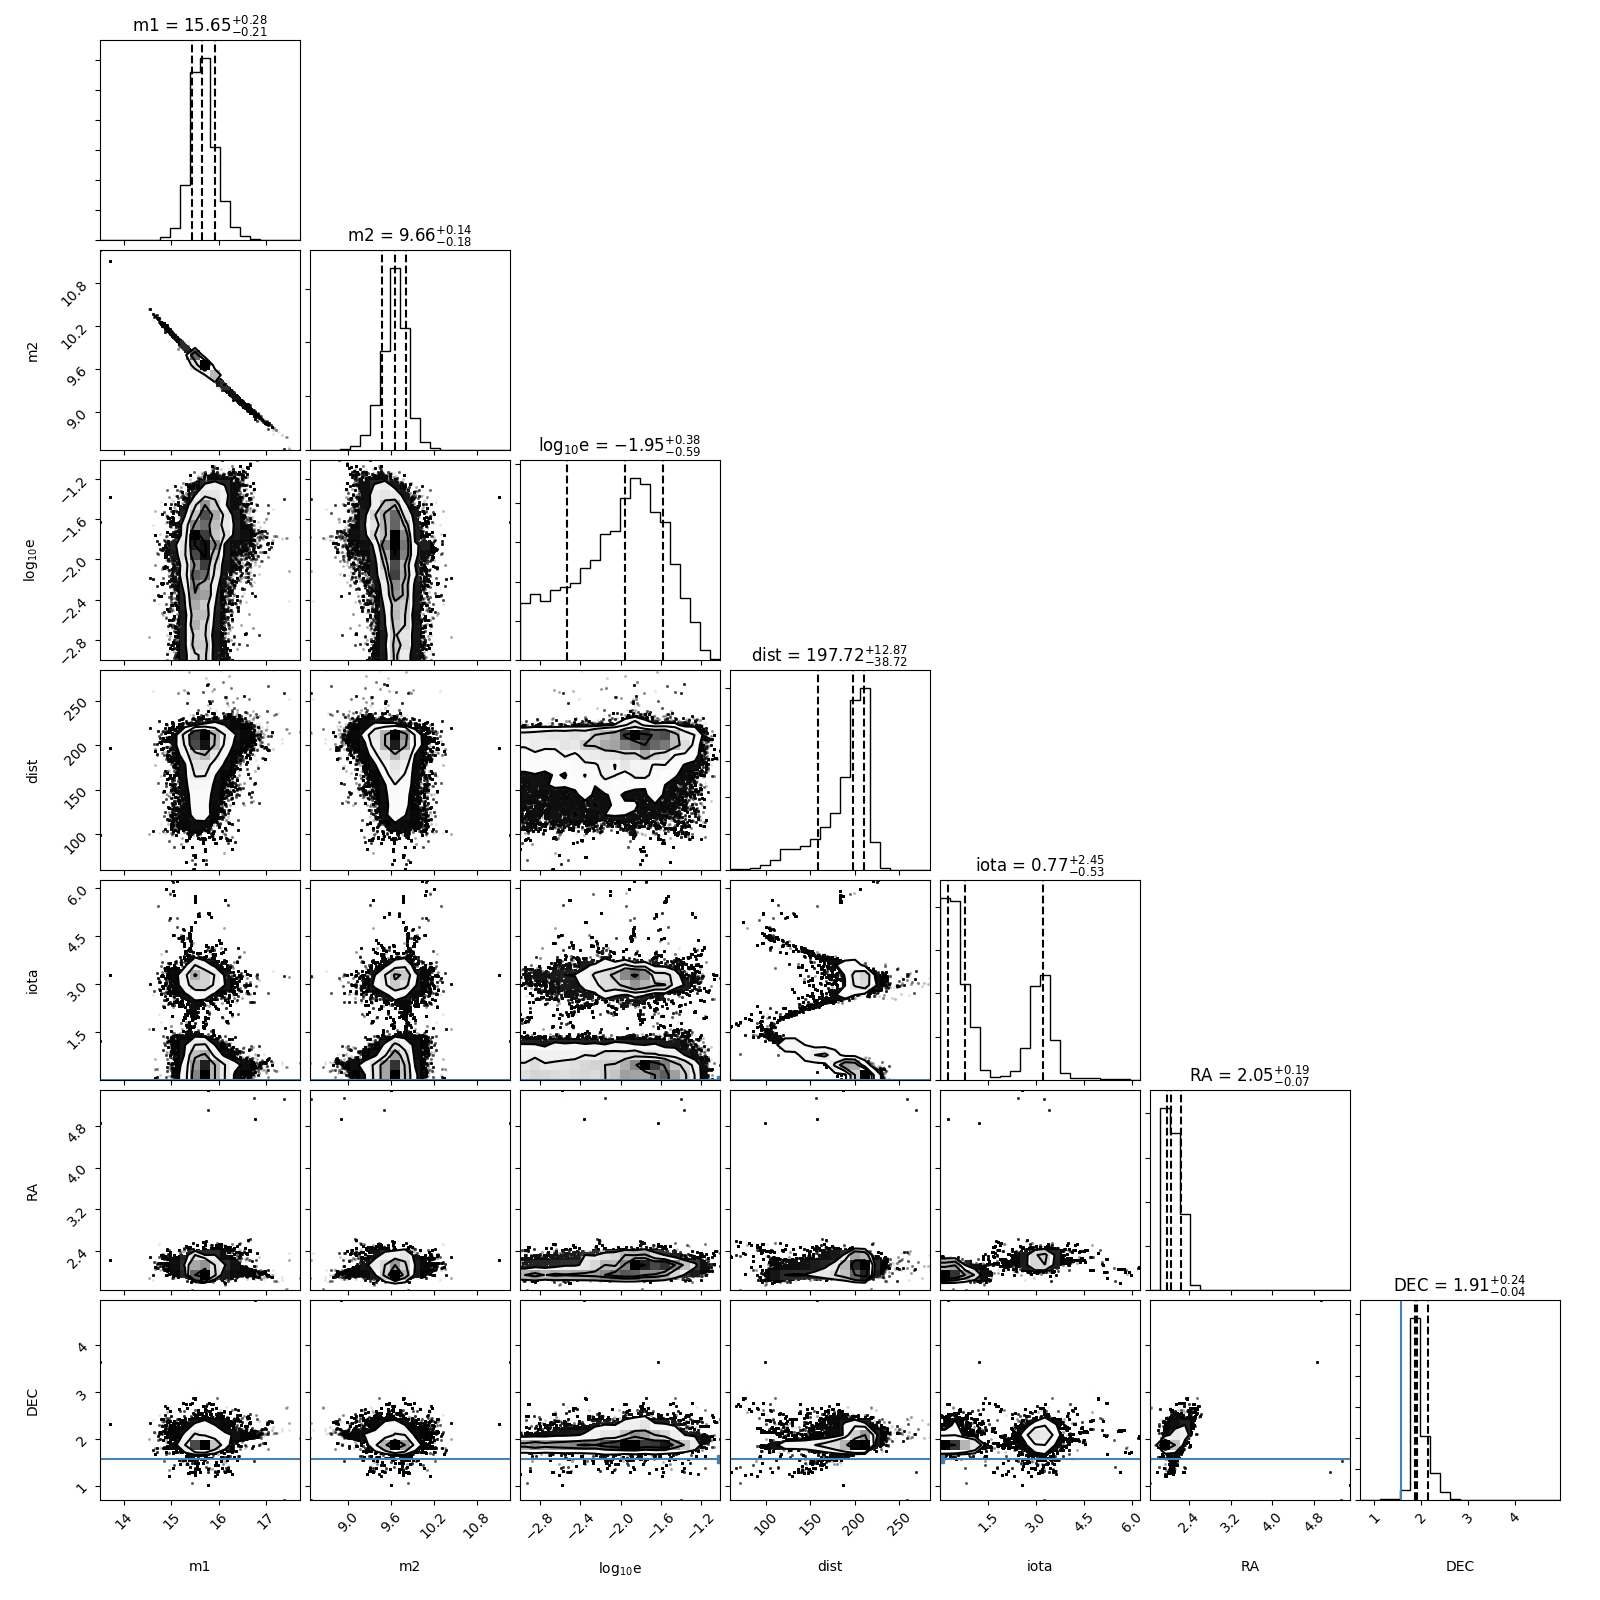 m1 = 15.65+0.28−0.21
m2 = 9.66+0.14−0.18
10.8
10.2
9.6
9.0
m2
log10e = −1.95+0.38−0.59
−1.2
−1.6
−2.0
−2.4
−2.8
log10e
dist = 197.72+12.87−38.72
250
200
150
100
dist
iota = 0.77+2.45−0.53
6.0
4.5
3.0
1.5
iota
RA = 2.05+0.19−0.07
4.8
4.0
3.2
2.4
RA
DEC = 1.91+0.24−0.04
4
3
2
1
DEC
14 15 16 17 9.0 9.6 10.2 10.8 −2.8 −2.4 −2.0 −1.6 −1.2 100 150 200 250 1.5 3.0 4.5 6.0 2.4 3.2 4.0 4.8 1 2 3 4
m1 m2 log10e dist iota RA DEC